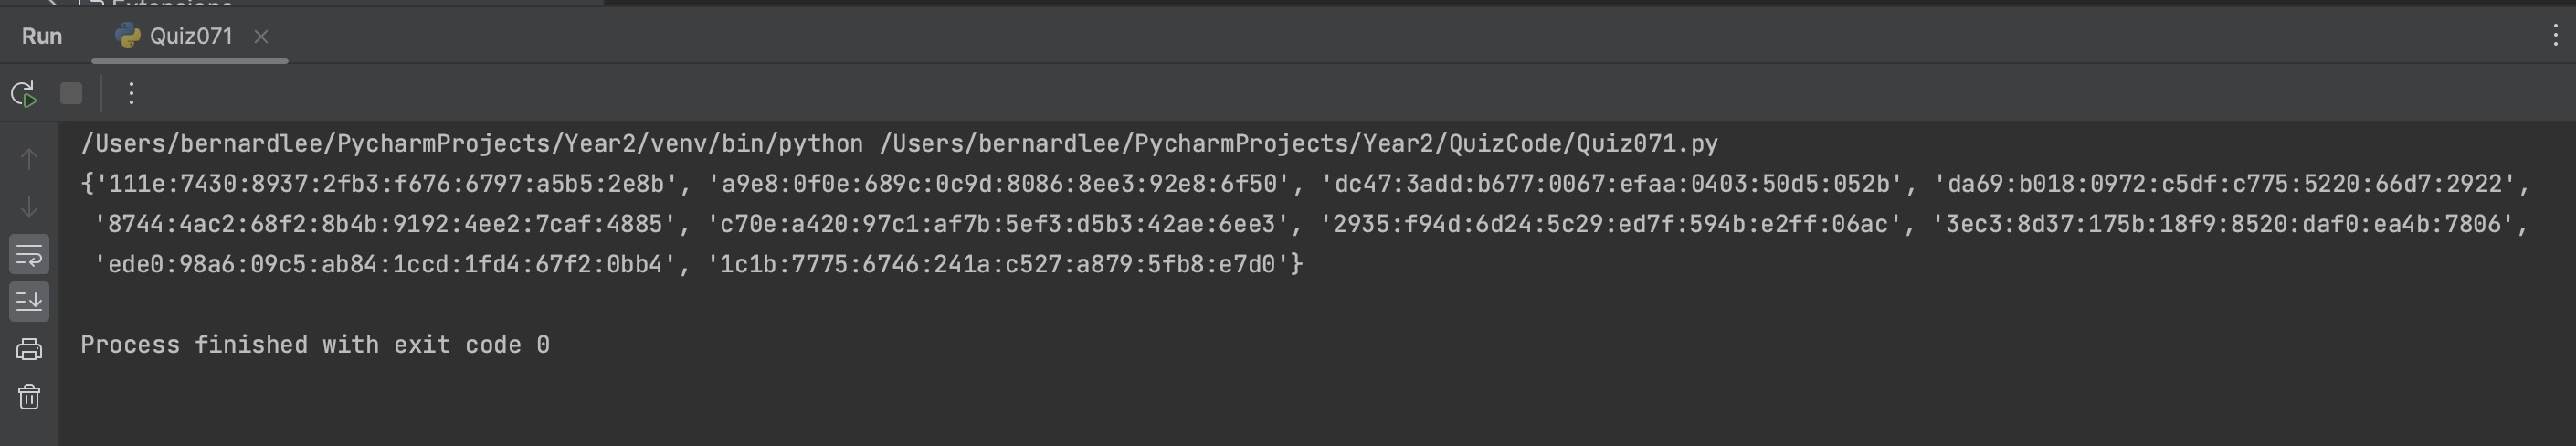 Extensions
Run Quiz071
/Users/bernardlee/PycharmProjects/Year2/venv/bin/python /Users/bernardlee/PycharmProjects/Year2/QuizCode/Quiz071.py
{'111e:7430:8937:2fb3:f676:6797:a5b5:2e8b', 'a9e8:0f0e:689c:0c9d:8086:8ee3:92e8:6f50', 'dc47:3add:b677:0067:efaa:0403:50d5:052b', 'da69:b018:0972:c5df:c775:5220:66d7:2922',
'8744:4ac2:68f2:8b4b:9192:4ee2:7caf:4885', 'c70e:a420:97c1:af7b:5ef3:d5b3:42ae:6ee3', '2935:f94d:6d24:5c29:ed7f:594b:e2ff:06ac', '3ec3:8d37:175b:18f9:8520:daf0:ea4b:7806',
'ede0:98a6:09c5:ab84:1ccd:1fd4:67f2:0bb4', '1c1b:7775:6746:241a:c527:a879:5fb8:e7d0'}
Process finished with exit code 0